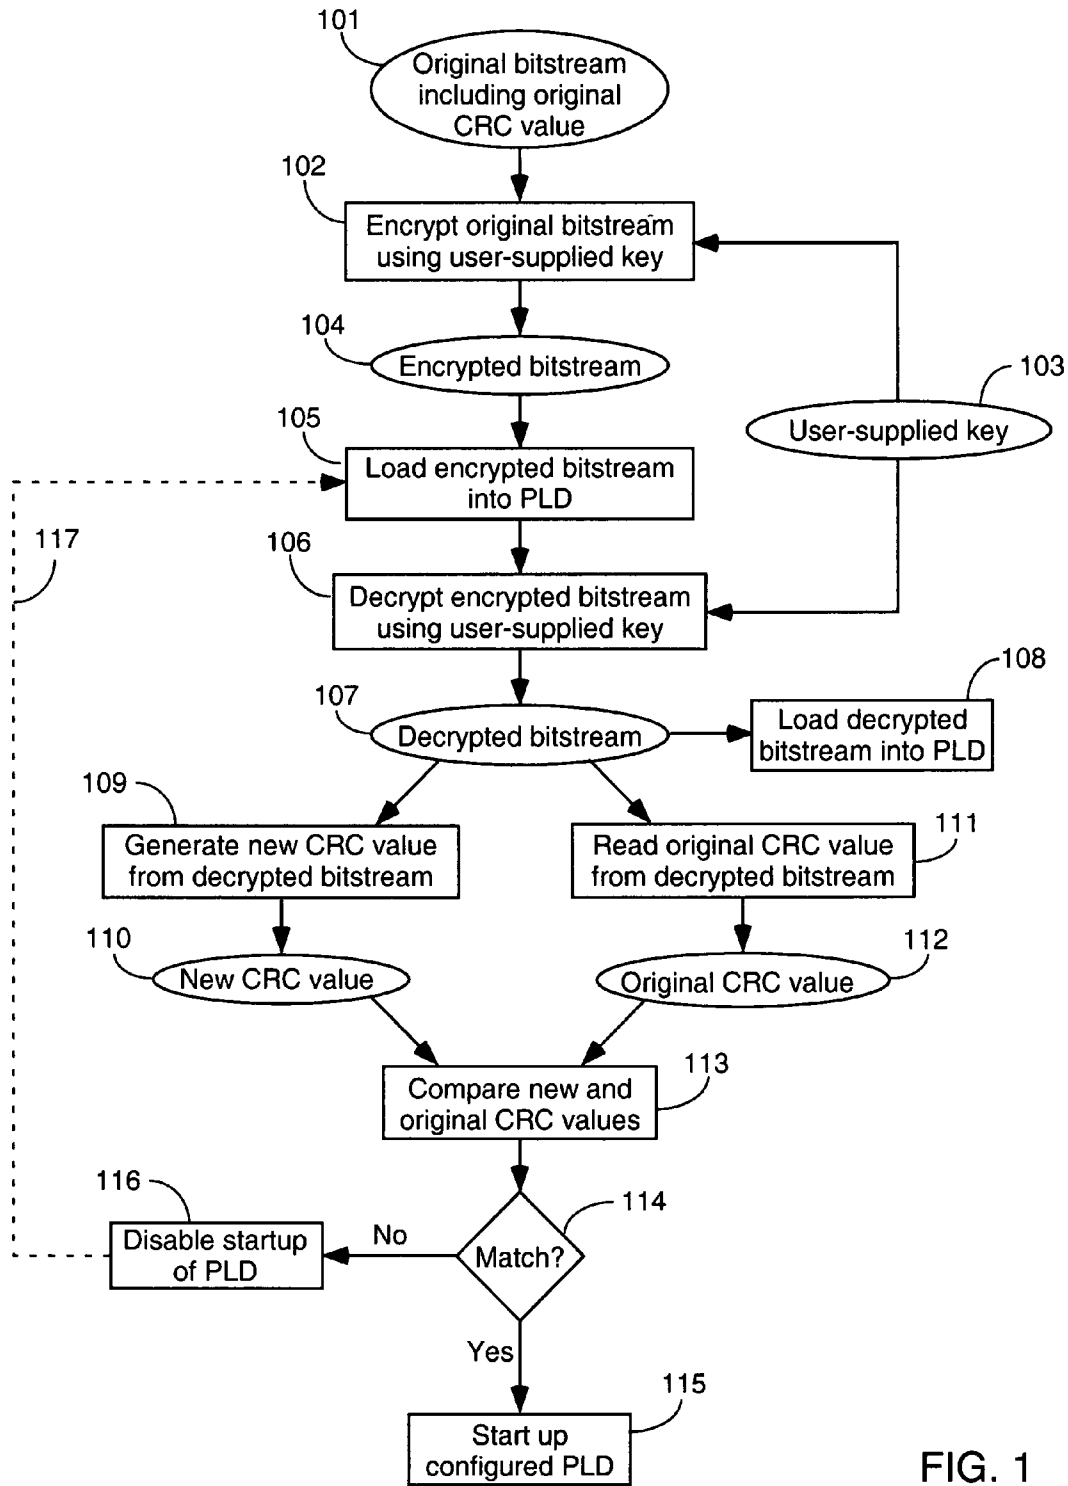 101
Original bitstream
including original
CRC value
102
Encrypt original bitstream
using user-supplied key
104
Encrypted bitstream
103
User-supplied key
105
Load encrypted bitstream
into PLD
117
106
Decrypt encrypted bitstream
using user-supplied key
107
Decrypted bitstream
108
Load decrypted
bitstream into PLD
109
Generate new CRC value
from decrypted bitstream
111
Read original CRC value
from decrypted bitstream
110
New CRC value
112
Original CRC value
113
Compare new and
original CRC values
116
Disable startup
of PLD
No
114
Match?
Yes
115
Start up
configured PLD
FIG. 1